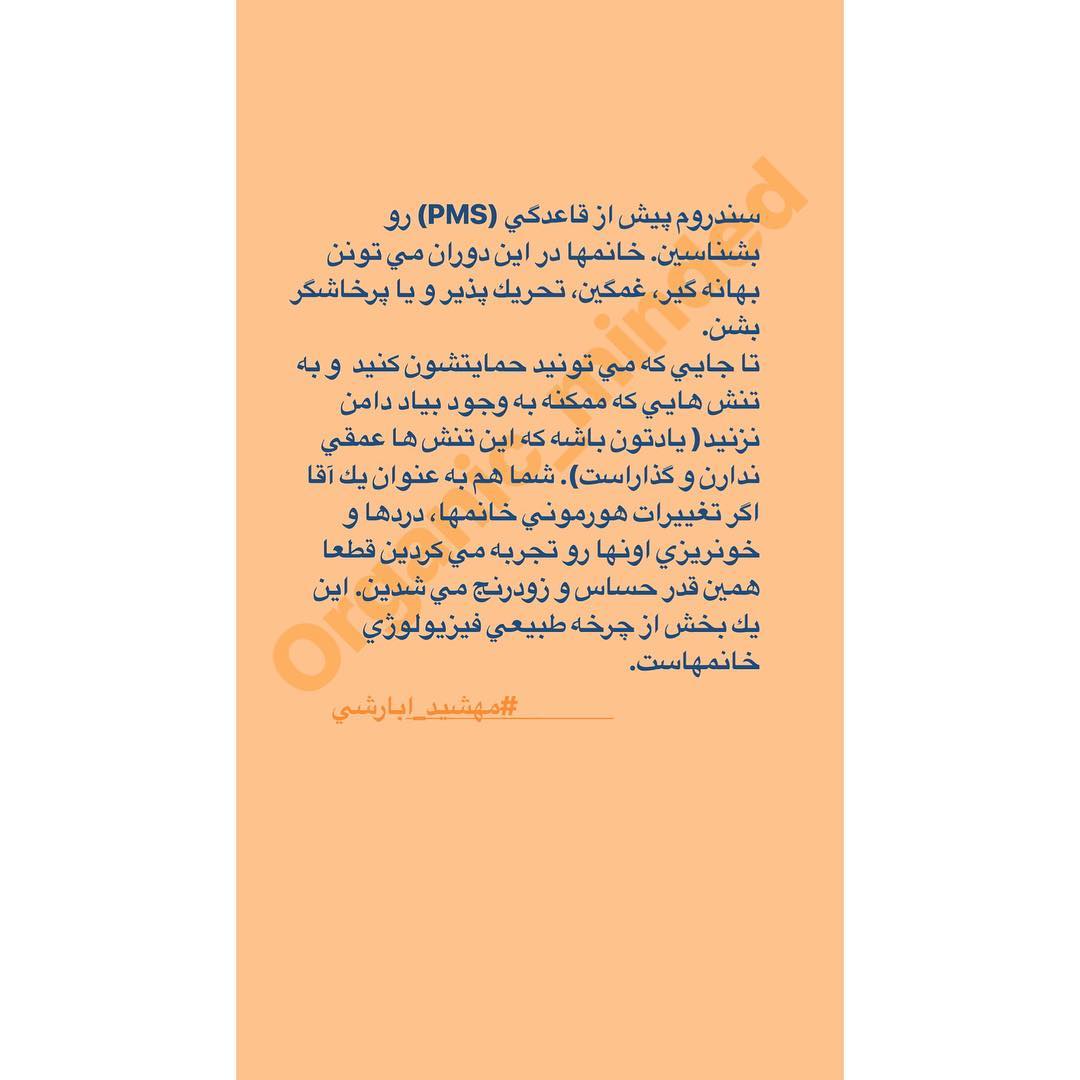 سندروم پيش از قاعدگي (PMS) رو
بشناسين. خانمها در اين دوران مي تونن
بهانه گير، غمگين، تحريك پذير و يا پرخاشگر
بشن.
تا جايي كه مي تونيد حمايتشون كنيد و به
تنش هايي كه ممكنه به وجود بياد دامن
نزنيد( يادتون باشه كه اين تنش ها عمقي
ندارن و گذاراست). شما هم به عنوان يك آقا
اگر تغييرات هورموني خانمها، دردها و
خونريزي اونها رو تجربه مي كردين قطعا
همين قدر حساس و زودرنج مي شدين. اين
يك بخش از چرخه طبيعي فيزيولوژي
خانمهاست.
#مهشيد_ابارشي
Organic_minded